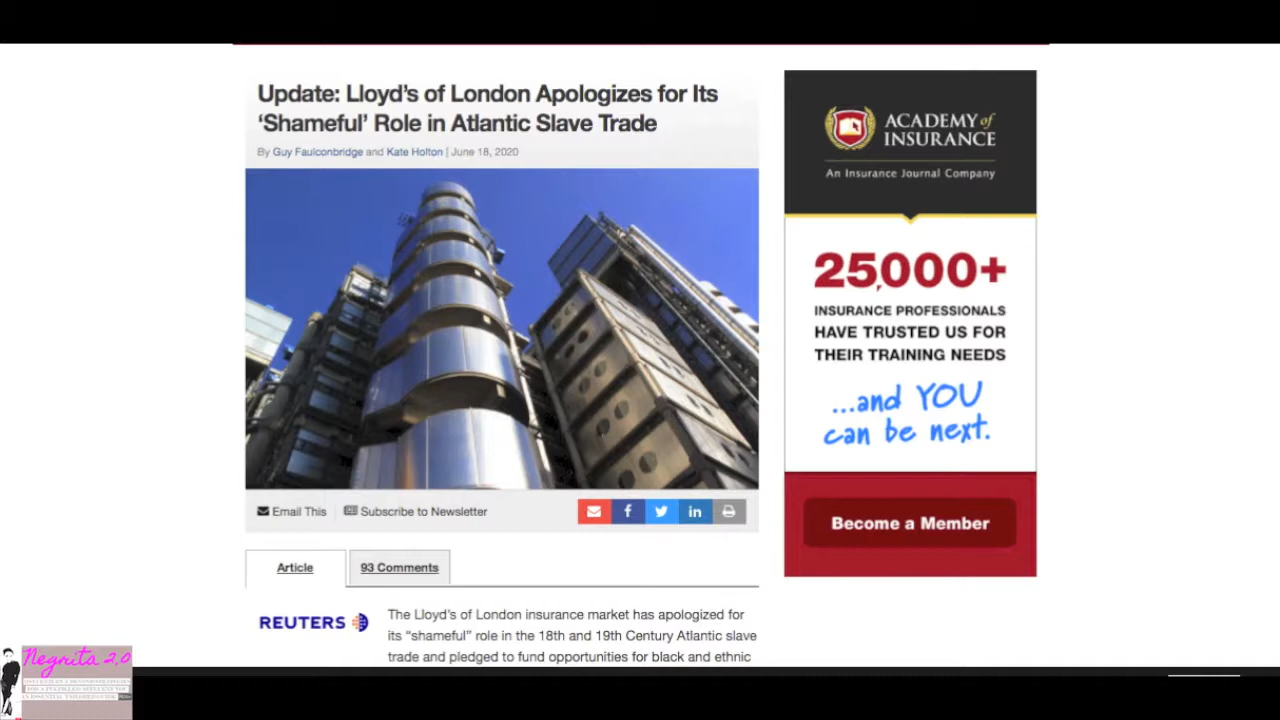 Update: Lloyd's of London Apologizes for Its
'Shameful' Role in Atlantic Slave Trade
By Guy Faulconbridge and Kate Holton | June 18, 2020
Email This
Subscribe to Newsletter
Article
93 Comments
REUTERS
The Lloyd's of London insurance market has apologized for
its "shameful" role in the 18th and 19th Century Atlantic slave
trade and pledged to fund opportunities for black and ethnic
ACADEMY of
INSURANCE
An Insurance Journal Company
25,000+
INSURANCE PROFESSIONALS
HAVE TRUSTED US FOR
THEIR TRAINING NEEDS
...and YOU
can be next.
Become a Member
Negrita 2.0